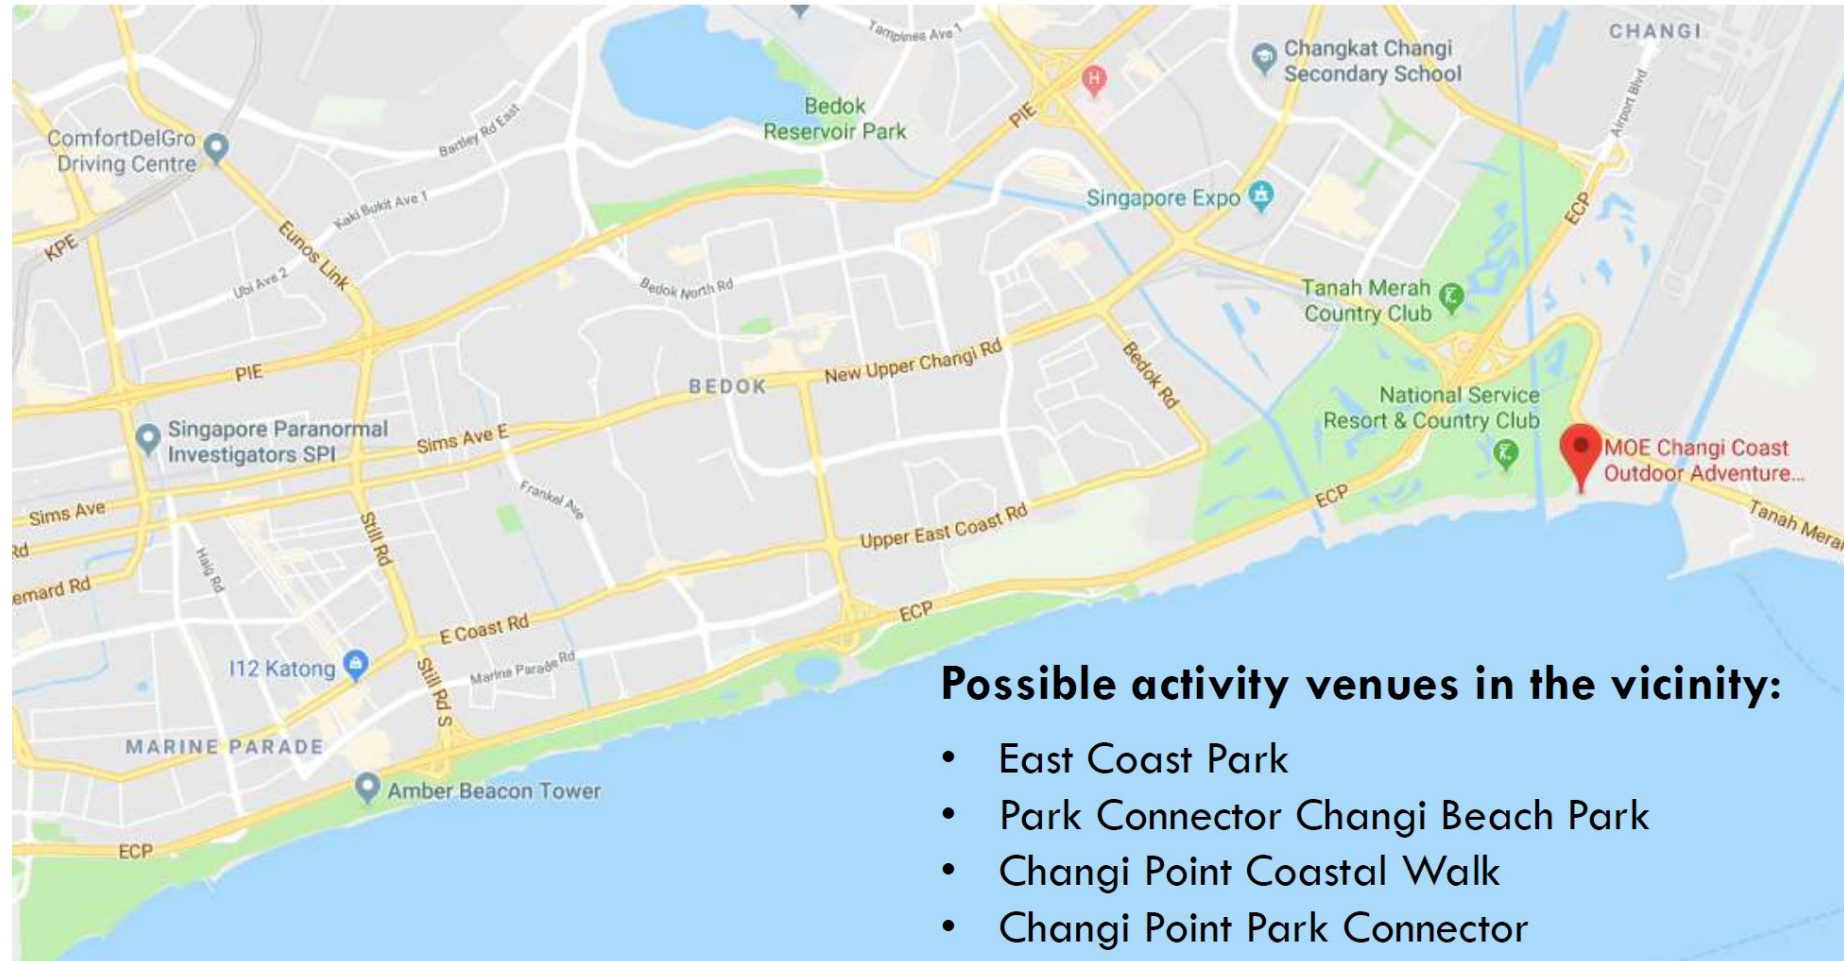 Tampines Ave 1
CHANGI
Changkat Changi
Secondary School
H
Airport Blvd
Bedok
Reservoir Park
PIE
ComfortDelGro
Driving Centre
Bartley Rd East
Kaki Bukit Ave 1
Singapore Expo
ECP
KPE
Eunos Link
Ubi Ave 2
Bedok North Rd
Tanah Merah
Country Club
PIE
BEDOK
New Upper Changi Rd
Bedok Rd
National Service
Resort & Country Club
Singapore Paranormal
Investigators SPI
Sims Ave E
MOE Changi Coast
Outdoor Adventure...
Frankel Ave
ECP
Sims Ave
Still Rd
Upper East Coast Rd
Tanah Merah
Rd
Haig Rd
emard Rd
ECP
E Coast Rd
I12 Katong
Marine Parade Rd
Still Rd S
MARINE PARADE
Amber Beacon Tower
ECP
Possible activity venues in the vicinity:
• East Coast Park
• Park Connector Changi Beach Park
• Changi Point Coastal Walk
• Changi Point Park Connector